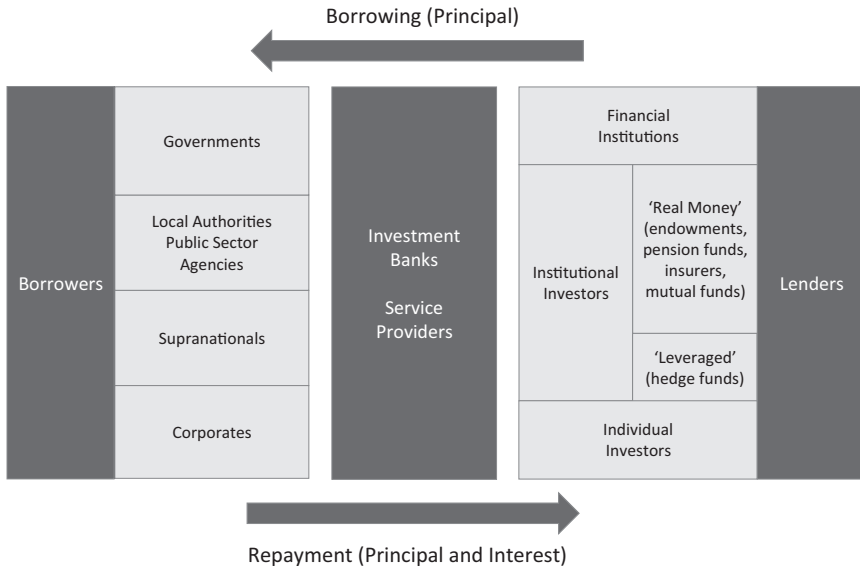 Borrowing (Principal)
Borrowers
Governments
Local Authorities
Public Sector
Agencies
Supranationals
Corporates
Investment
Banks
Service
Providers
Financial
Institutions
Institutional
Investors
‘Real Money’
(endowments,
pension funds,
insurers,
mutual funds)
‘Leveraged’
(hedge funds)
Individual
Investors
Lenders
Repayment (Principal and Interest)